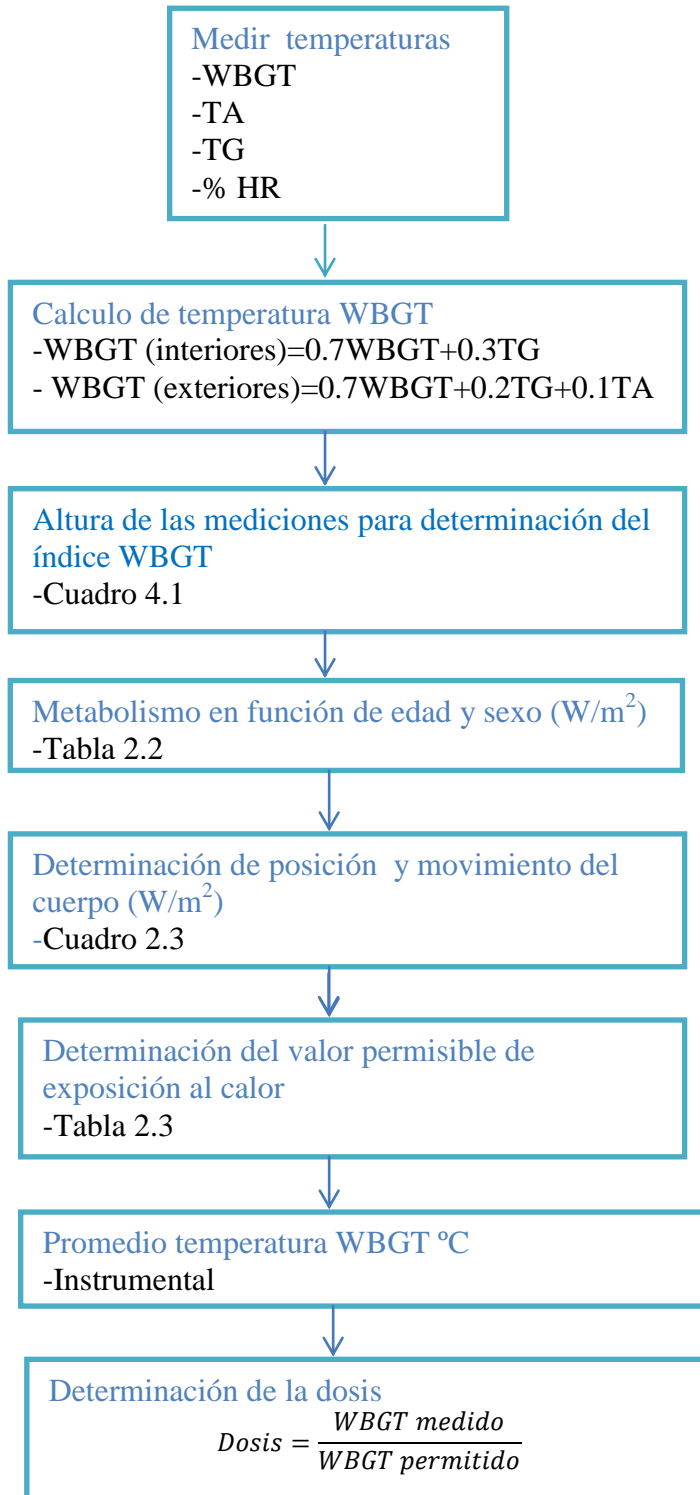 Medir temperaturas
-WBGT
-TA
-TG
-% HR
Calculo de temperatura WBGT
-WBGT (interiores)=0.7WBGT+0.3TG
- WBGT (exteriores)=0.7WBGT+0.2TG+0.1TA
Altura de las mediciones para determinación del
índice WBGT
-Cuadro 4.1
Metabolismo en función de edad y sexo (W/m²)
-Tabla 2.2
Determinación de posición y movimiento del
cuerpo (W/m²)
-Cuadro 2.3
Determinación del valor permisible de
exposición al calor
-Tabla 2.3
Promedio temperatura WBGT ºC
-Instrumental
Determinación de la dosis
WBGT medido
Dosis =
WBGT permitido